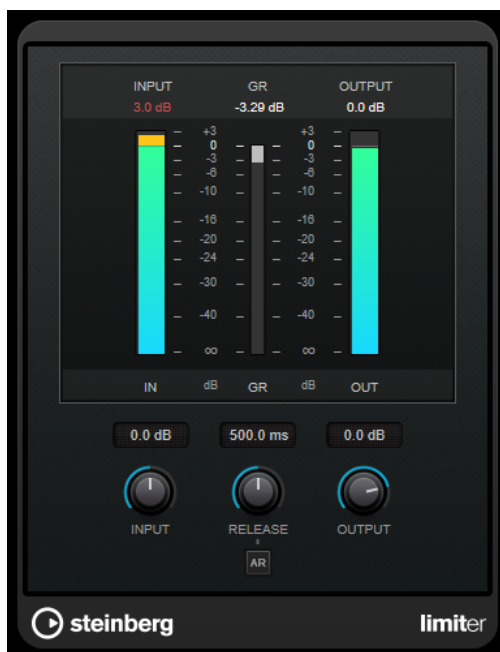 INPUT GR OUTPUT
3.0 dB -3.29 dB 0.0 dB
+3 +3
0 0
-3 -3
-6 -6
-10 -10
-16 -16
-20 -20
-24 -24
-30 -30
-40 -40
∞ ∞
IN dB GR dB OUT
0.0 dB 500.0 ms 0.0 dB
INPUT RELEASE OUTPUT
AR
steinberg limiter